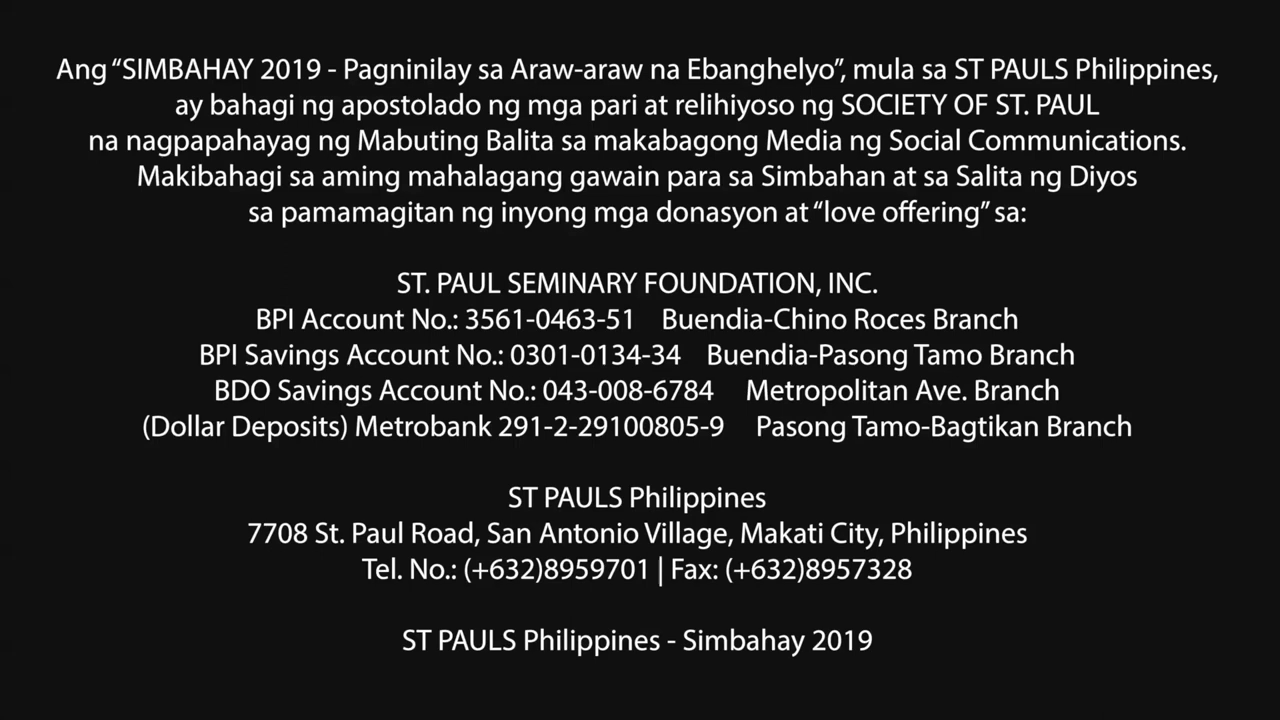 Ang “SIMBAHAY 2019 - Pagninilay sa Araw-araw na Ebanghelyo”, mula sa ST PAULS Philippines,
ay bahagi ng apostolado ng mga pari at relihiyoso ng SOCIETY OF ST. PAUL
na nagpapahayag ng Mabuting Balita sa makabagong Media ng Social Communications.
Makibahagi sa aming mahalagang gawain para sa Simbahan at sa Salita ng Diyos
sa pamamagitan ng inyong mga donasyon at “love offering” sa:
ST. PAUL SEMINARY FOUNDATION, INC.
BPI Account No.: 3561-0463-51 Buendia-Chino Roces Branch
BPI Savings Account No.: 0301-0134-34 Buendia-Pasong Tamo Branch
BDO Savings Account No.: 043-008-6784 Metropolitan Ave. Branch
(Dollar Deposits) Metrobank 291-2-29100805-9 Pasong Tamo-Bagtikan Branch
ST PAULS Philippines
7708 St. Paul Road, San Antonio Village, Makati City, Philippines
Tel. No.: (+632)8959701 | Fax: (+632)8957328
ST PAULS Philippines - Simbahay 2019